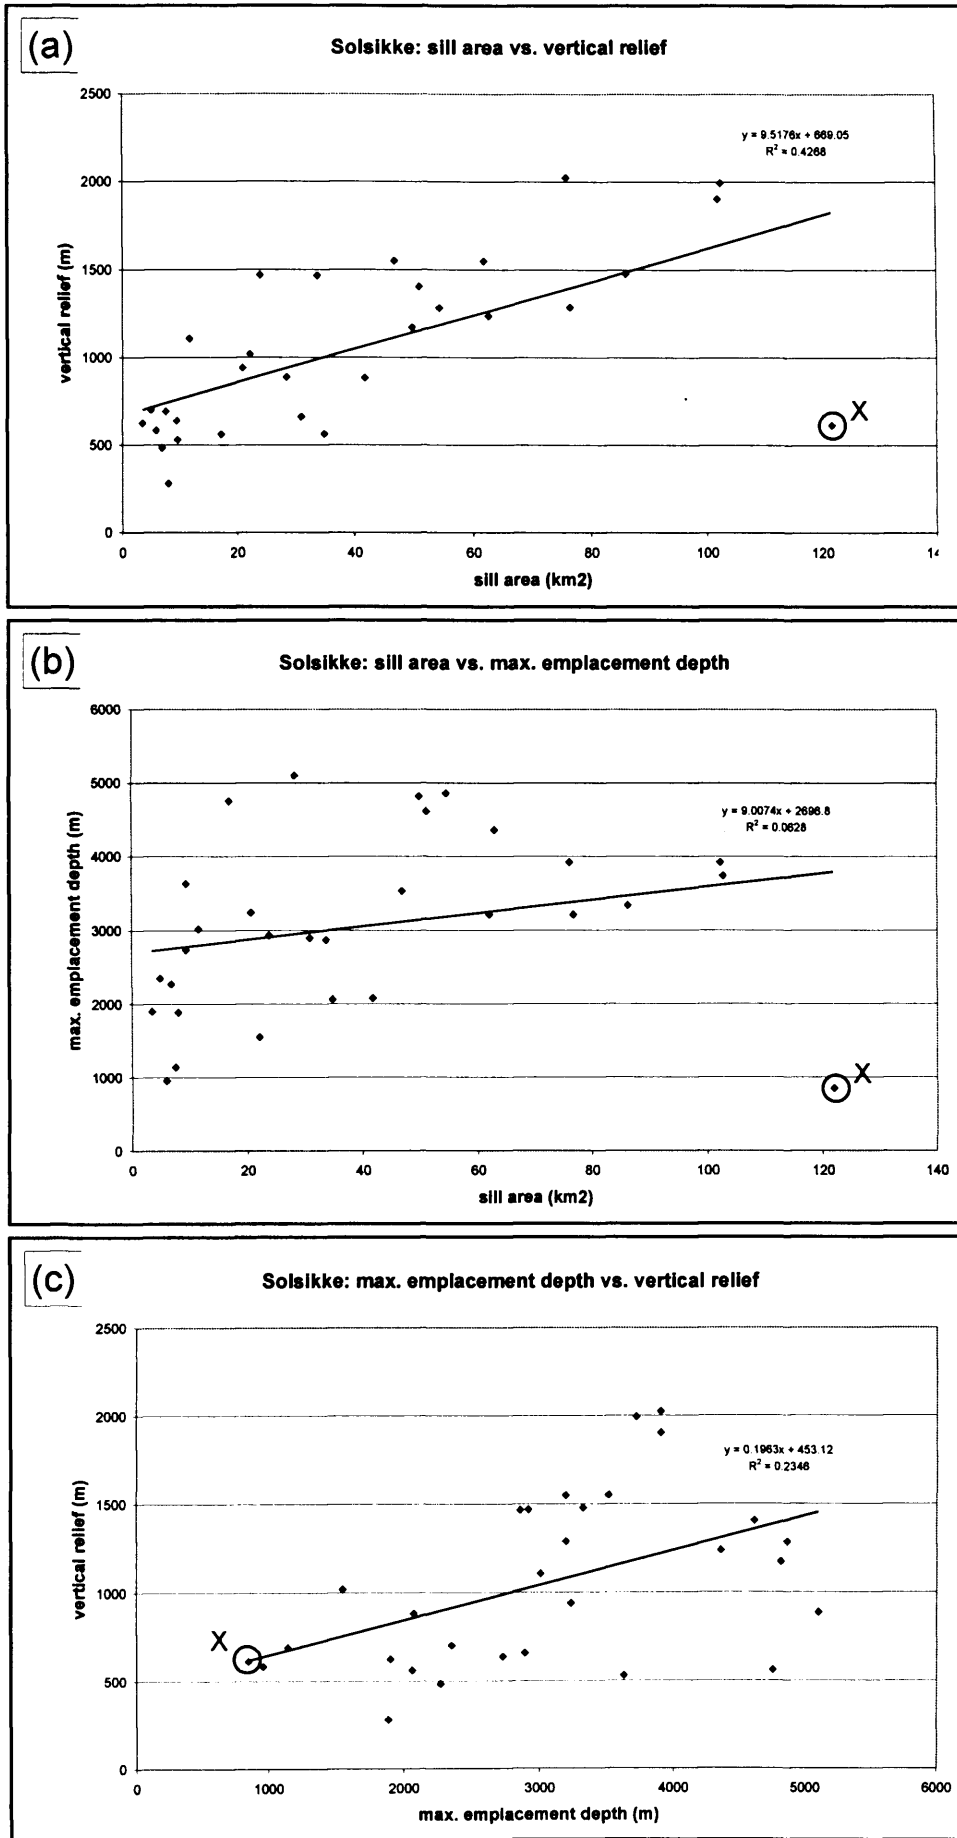 (a)
Solsikke: sill area vs. vertical relief
2500
2000
1500
1000
500
0
vertical relief (m)
y = 9.5176x + 669.05
R² = 0.4268
X
0 20 40 60 80 100 120 14
sill area (km2)
(b)
Solsikke: sill area vs. max. emplacement depth
6000
5000
4000
3000
2000
1000
0
max. emplacement depth (m)
y = 9.0074x + 2696.8
R² = 0.0628
X
0 20 40 60 80 100 120 140
sill area (km2)
(c)
Solsikke: max. emplacement depth vs. vertical relief
2500
2000
1500
1000
500
0
vertical relief (m)
y = 0.1963x + 453.12
R² = 0.2346
X
0 1000 2000 3000 4000 5000 6000
max. emplacement depth (m)